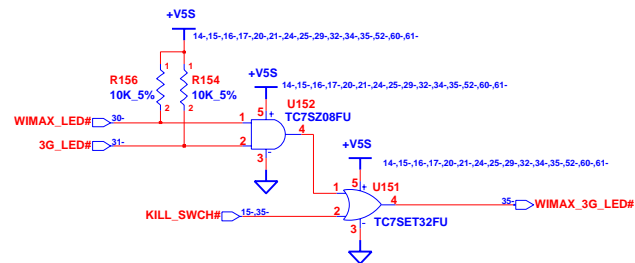 +V5S
14-,15-,16-,17-,20-,21-,24-,25-,29-,32-,34-,35-,52-,60-,61-
1 1
R156 R154
10K_5% 10K_5%
2 2
+V5S
14-,15-,16-,17-,20-,21-,24-,25-,29-,32-,34-,35-,52-,60-,61-
U152
TC7SZ08FU
5 +
WIMAX_LED# 30- 1
4
3G_LED# 31- 2
3 -
+V5S
14-,15-,16-,17-,20-,21-,24-,25-,29-,32-,34-,35-,52-,60-,61-
5 + U151
1
4 35- WIMAX_3G_LED#
KILL_SWCH# 15-,35- 2
TC7SET32FU
3 -